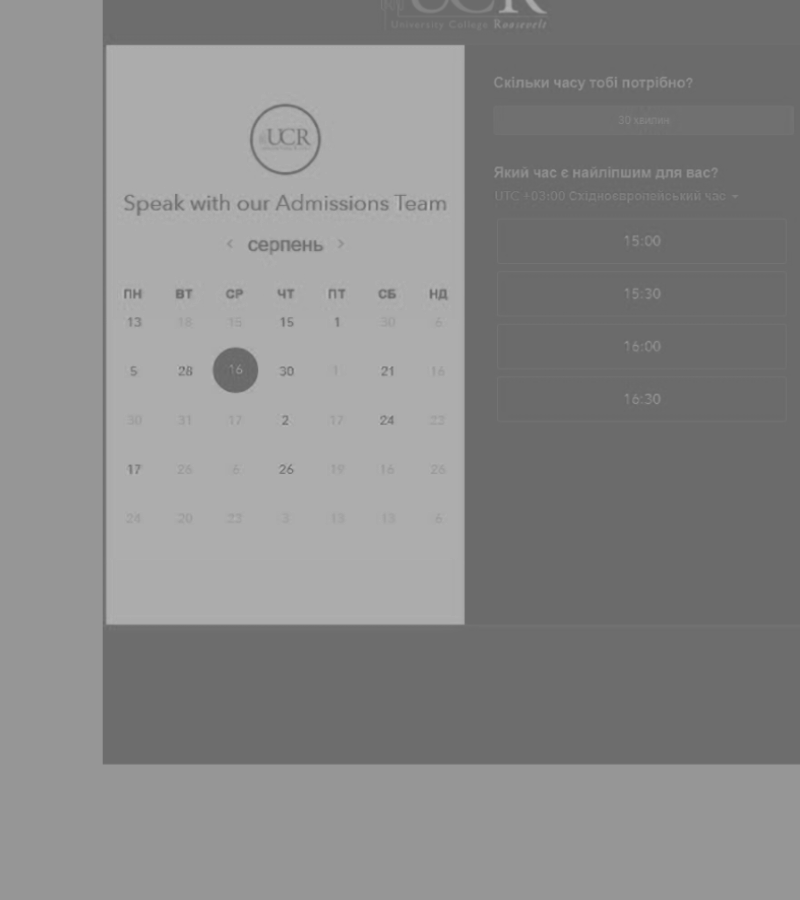 UCR
University College Roosevelt
UCR
Speak with our Admissions Team
< серпень >
ПН ВТ СР ЧТ ПТ СБ НД
13 18 15 15 1 30 6
5 28 16 30 1 21 16
30 31 17 2 17 24 22
17 26 6 26 19 16 26
24 20 23 3 13 13 6
Скільки часу тобі потрібно?
30 хвилин
Який час є найліпшим для вас?
UTC +03:00 Східноєвропейський час
15:00
15:30
16:00
16:30